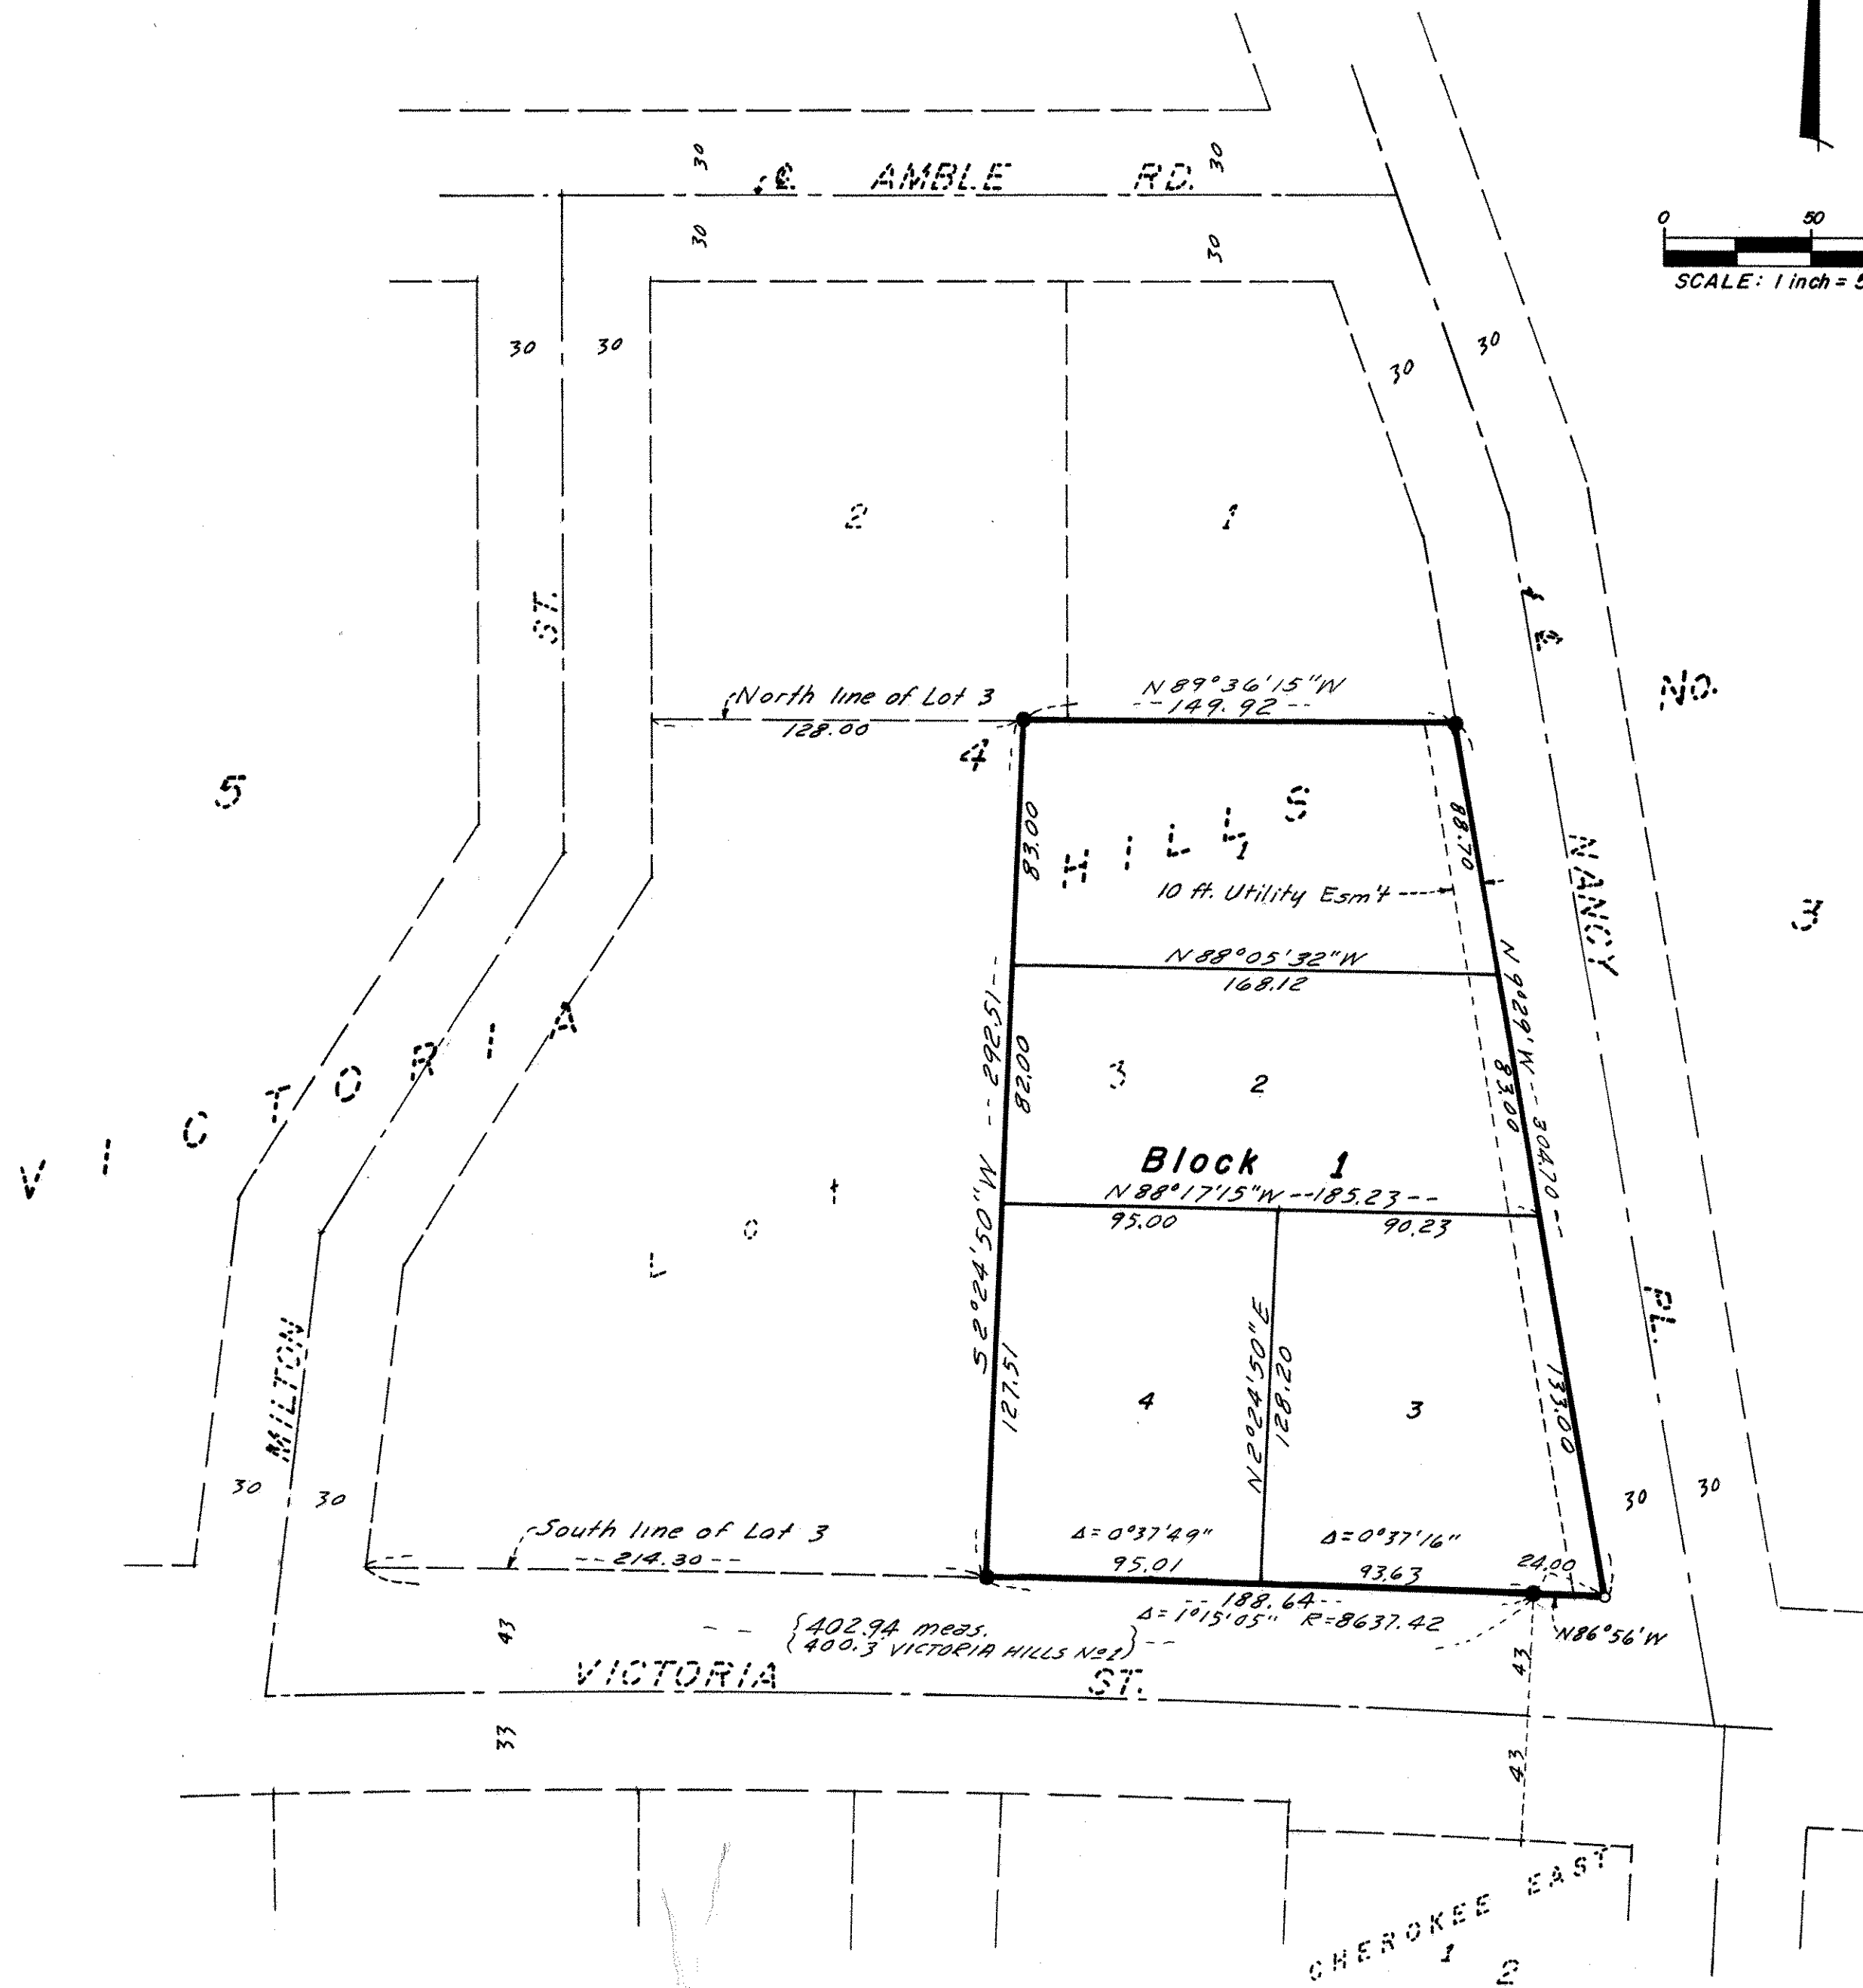 30
30
℄ AMBLE RD.
30
30
0 50
SCALE: 1 inch = 5
30
30
30
30
2
1
ST.
℄
North line of Lot 3
128.00
N 89°36'15"W
--149.92--
NO.
4
5
HILLS
83.00
1
88.70
10 ft. Utility Esm't
NANCY
3
N 88°05'32"W
168.12
N 9°29'W -- 304.70 --
83.00
S 2°24'50"W -- 292.51 --
82.00
3
2
VICTORIA
Block 1
N 88°17'15"W --185.23--
95.00
90.23
Lot
PL.
MILTON
127.51
N 2°24'50"E
128.20
133.00
4
3
30
30
30
30
South line of Lot 3
--214.30--
Δ= 0°37'49"
95.01
Δ= 0°37'16"
93.63
24.00
--188.64--
Δ= 1°15'05" R=8637.42
N86°56'W
402.94 meas.
400.3 VICTORIA HILLS Nº2
43
43
VICTORIA ST.
33
43
CHEROKEE EAST
1
2